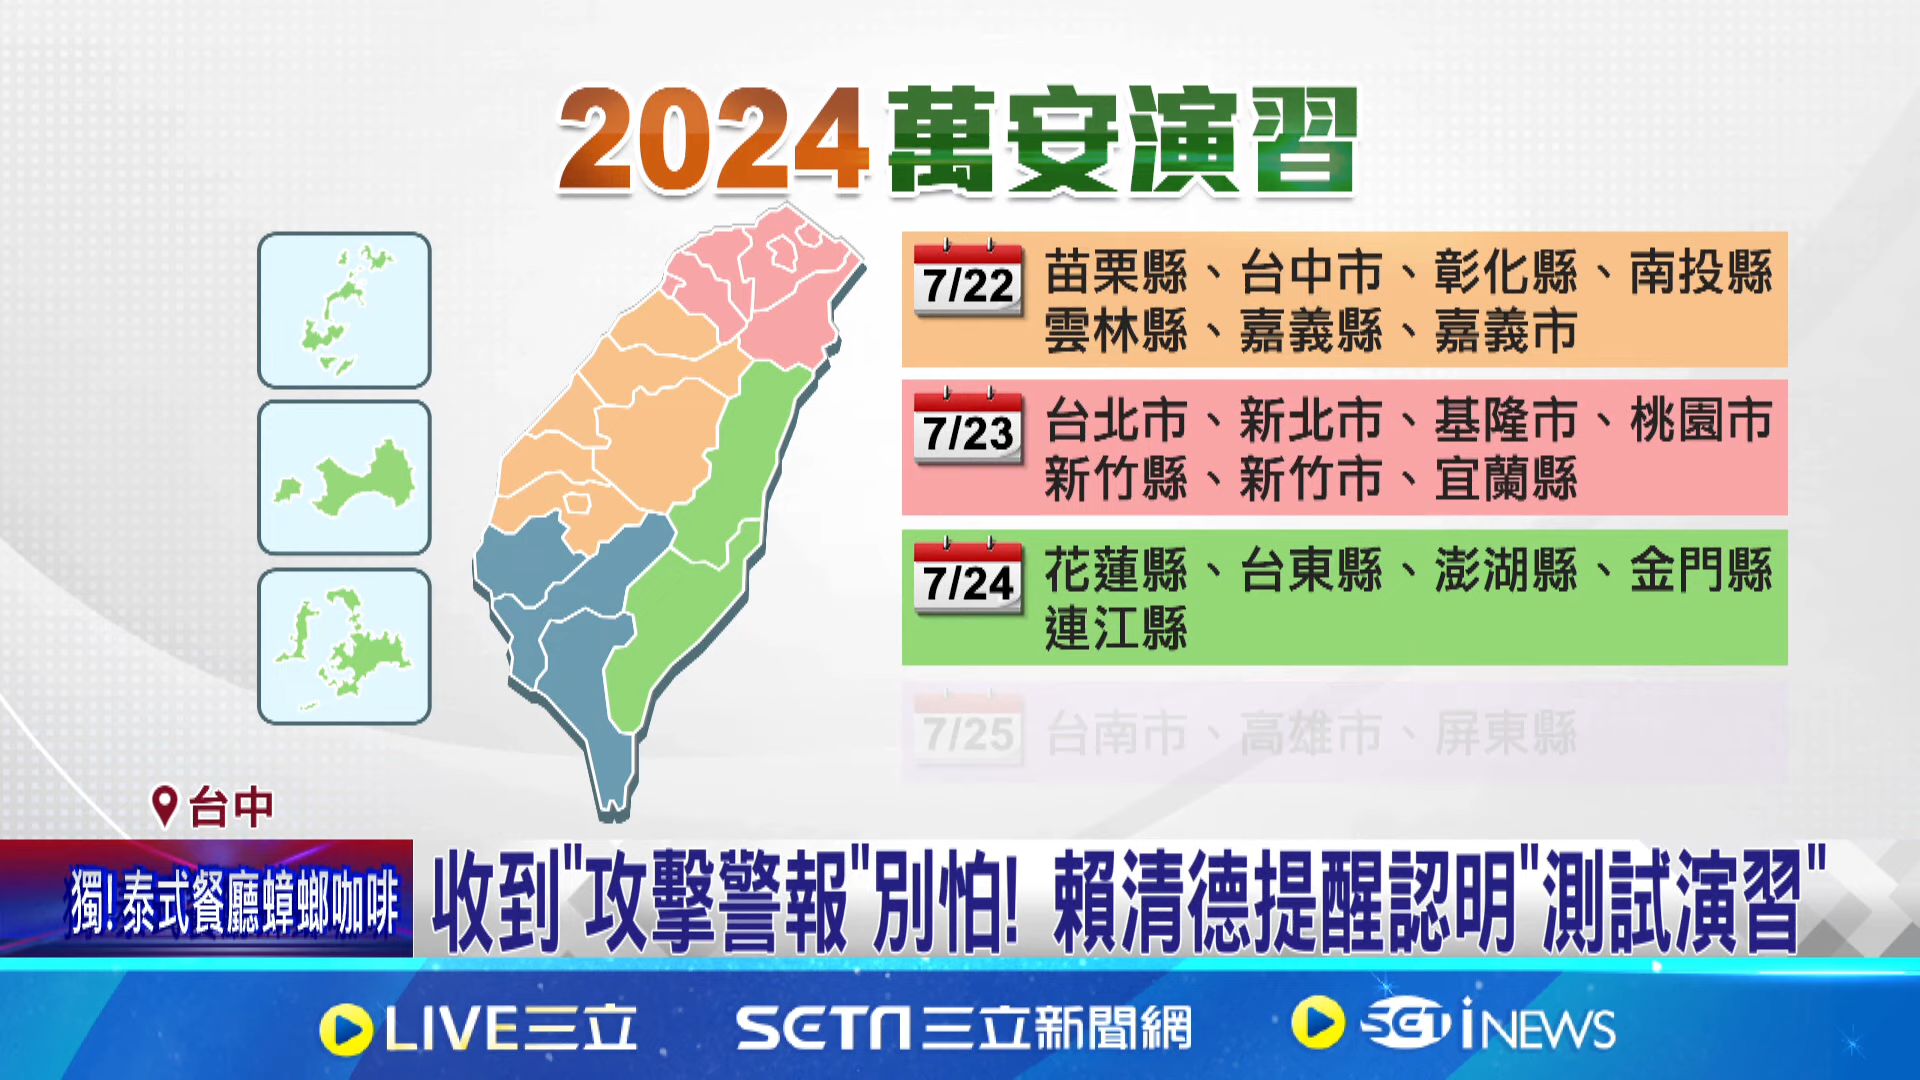 2024萬安演習
7/22
苗栗縣、台中市、彰化縣、南投縣
雲林縣、嘉義縣、嘉義市
7/23
台北市、新北市、基隆市、桃園市
新竹縣、新竹市、宜蘭縣
7/24
花蓮縣、台東縣、澎湖縣、金門縣
連江縣
7/25
台南市、高雄市、屏東縣
台中
獨!泰式餐廳蟑螂咖啡
收到"攻擊警報"別怕! 賴清德提醒認明"測試演習"
LIVE三立
SETN三立新聞網
SET iNEWS